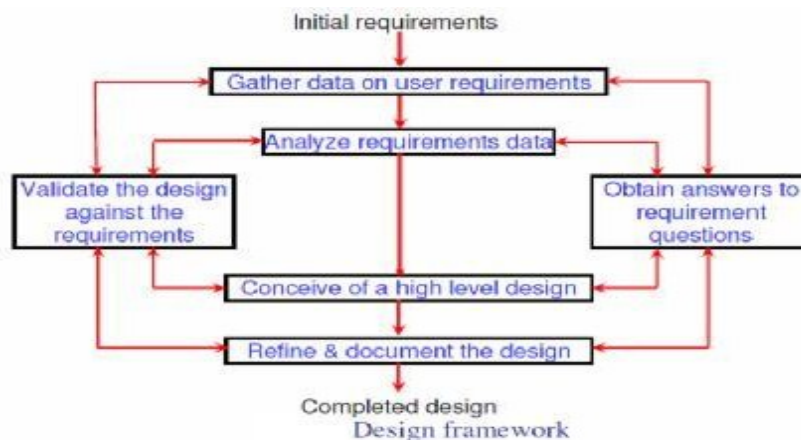 Initial requirements
Gather data on user requirements
Analyze requirements data
Validate the design
against the
requirements
Obtain answers to
requirement
questions
Conceive of a high level design
Refine & document the design
Completed design
Design framework